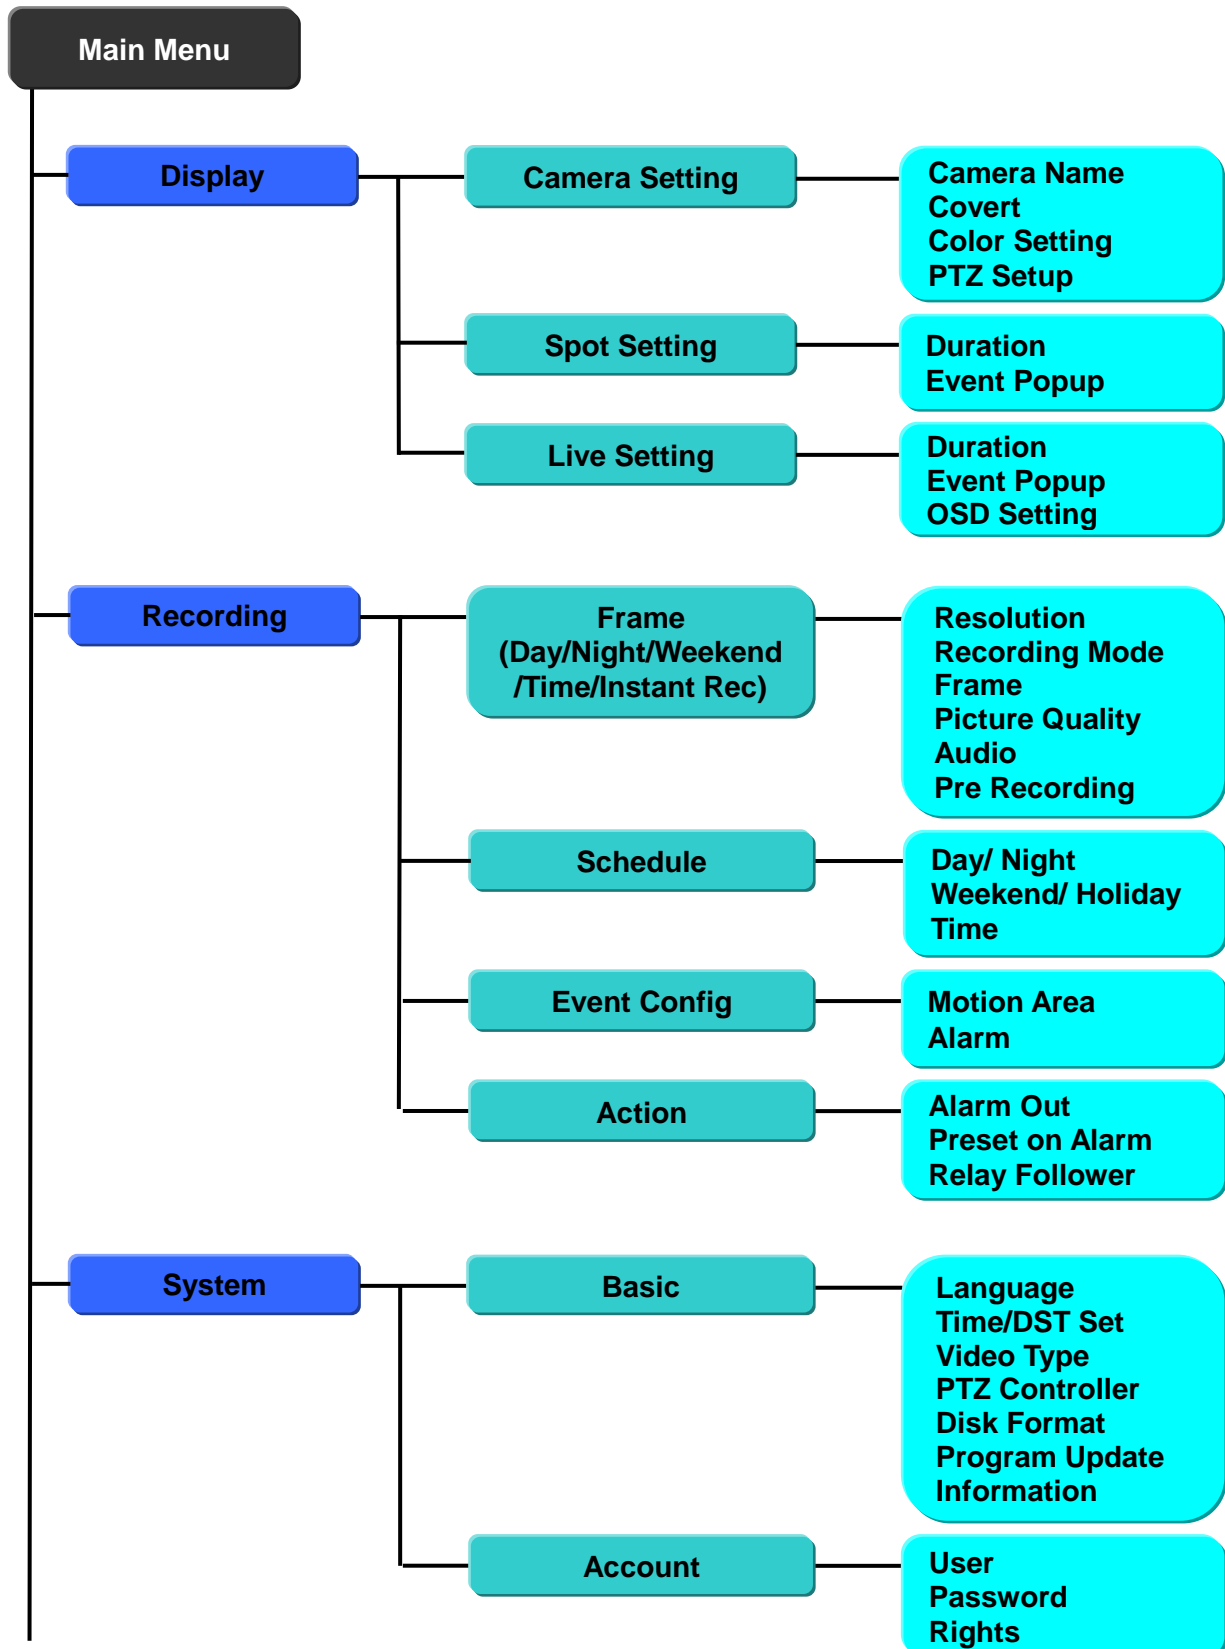 Main Menu
Display
Camera Setting
Camera Name
Covert
Color Setting
PTZ Setup
Spot Setting
Duration
Event Popup
Live Setting
Duration
Event Popup
OSD Setting
Recording
Frame
(Day/Night/Weekend
/Time/Instant Rec)
Resolution
Recording Mode
Frame
Picture Quality
Audio
Pre Recording
Schedule
Day/ Night
Weekend/ Holiday
Time
Event Config
Motion Area
Alarm
Action
Alarm Out
Preset on Alarm
Relay Follower
System
Basic
Language
Time/DST Set
Video Type
PTZ Controller
Disk Format
Program Update
Information
Account
User
Password
Rights